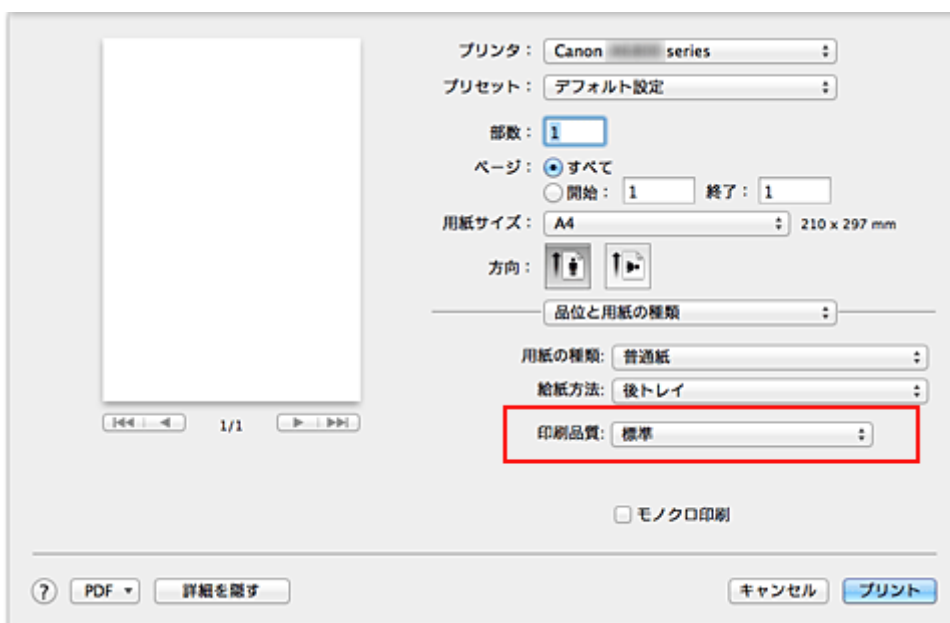 プリンタ： Canon series
プリセット： デフォルト設定
部数： 1
ページ： すべて
開始： 1 終了： 1
用紙サイズ： A4 210 x 297 mm
方向：
品位と用紙の種類
用紙の種類: 普通紙
給紙方法: 後トレイ
印刷品質: 標準
1/1
モノクロ印刷
? PDF 詳細を隠す キャンセル プリント